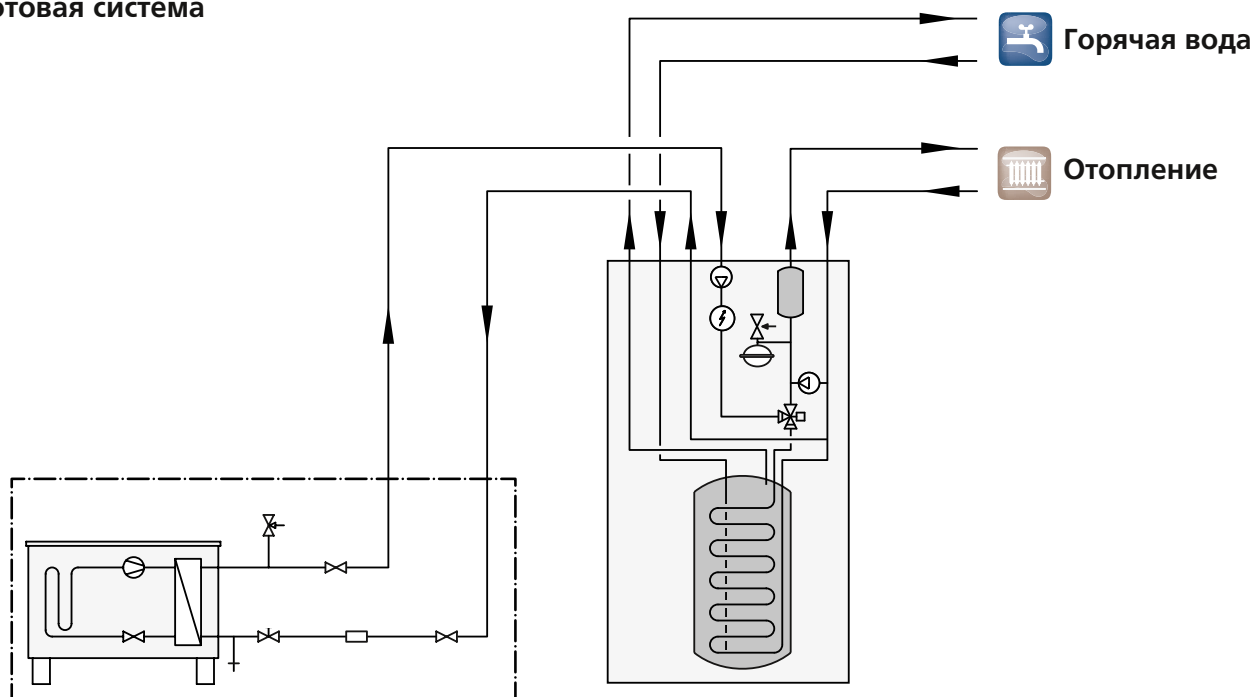 отовая система
Горячая вода
Отопление